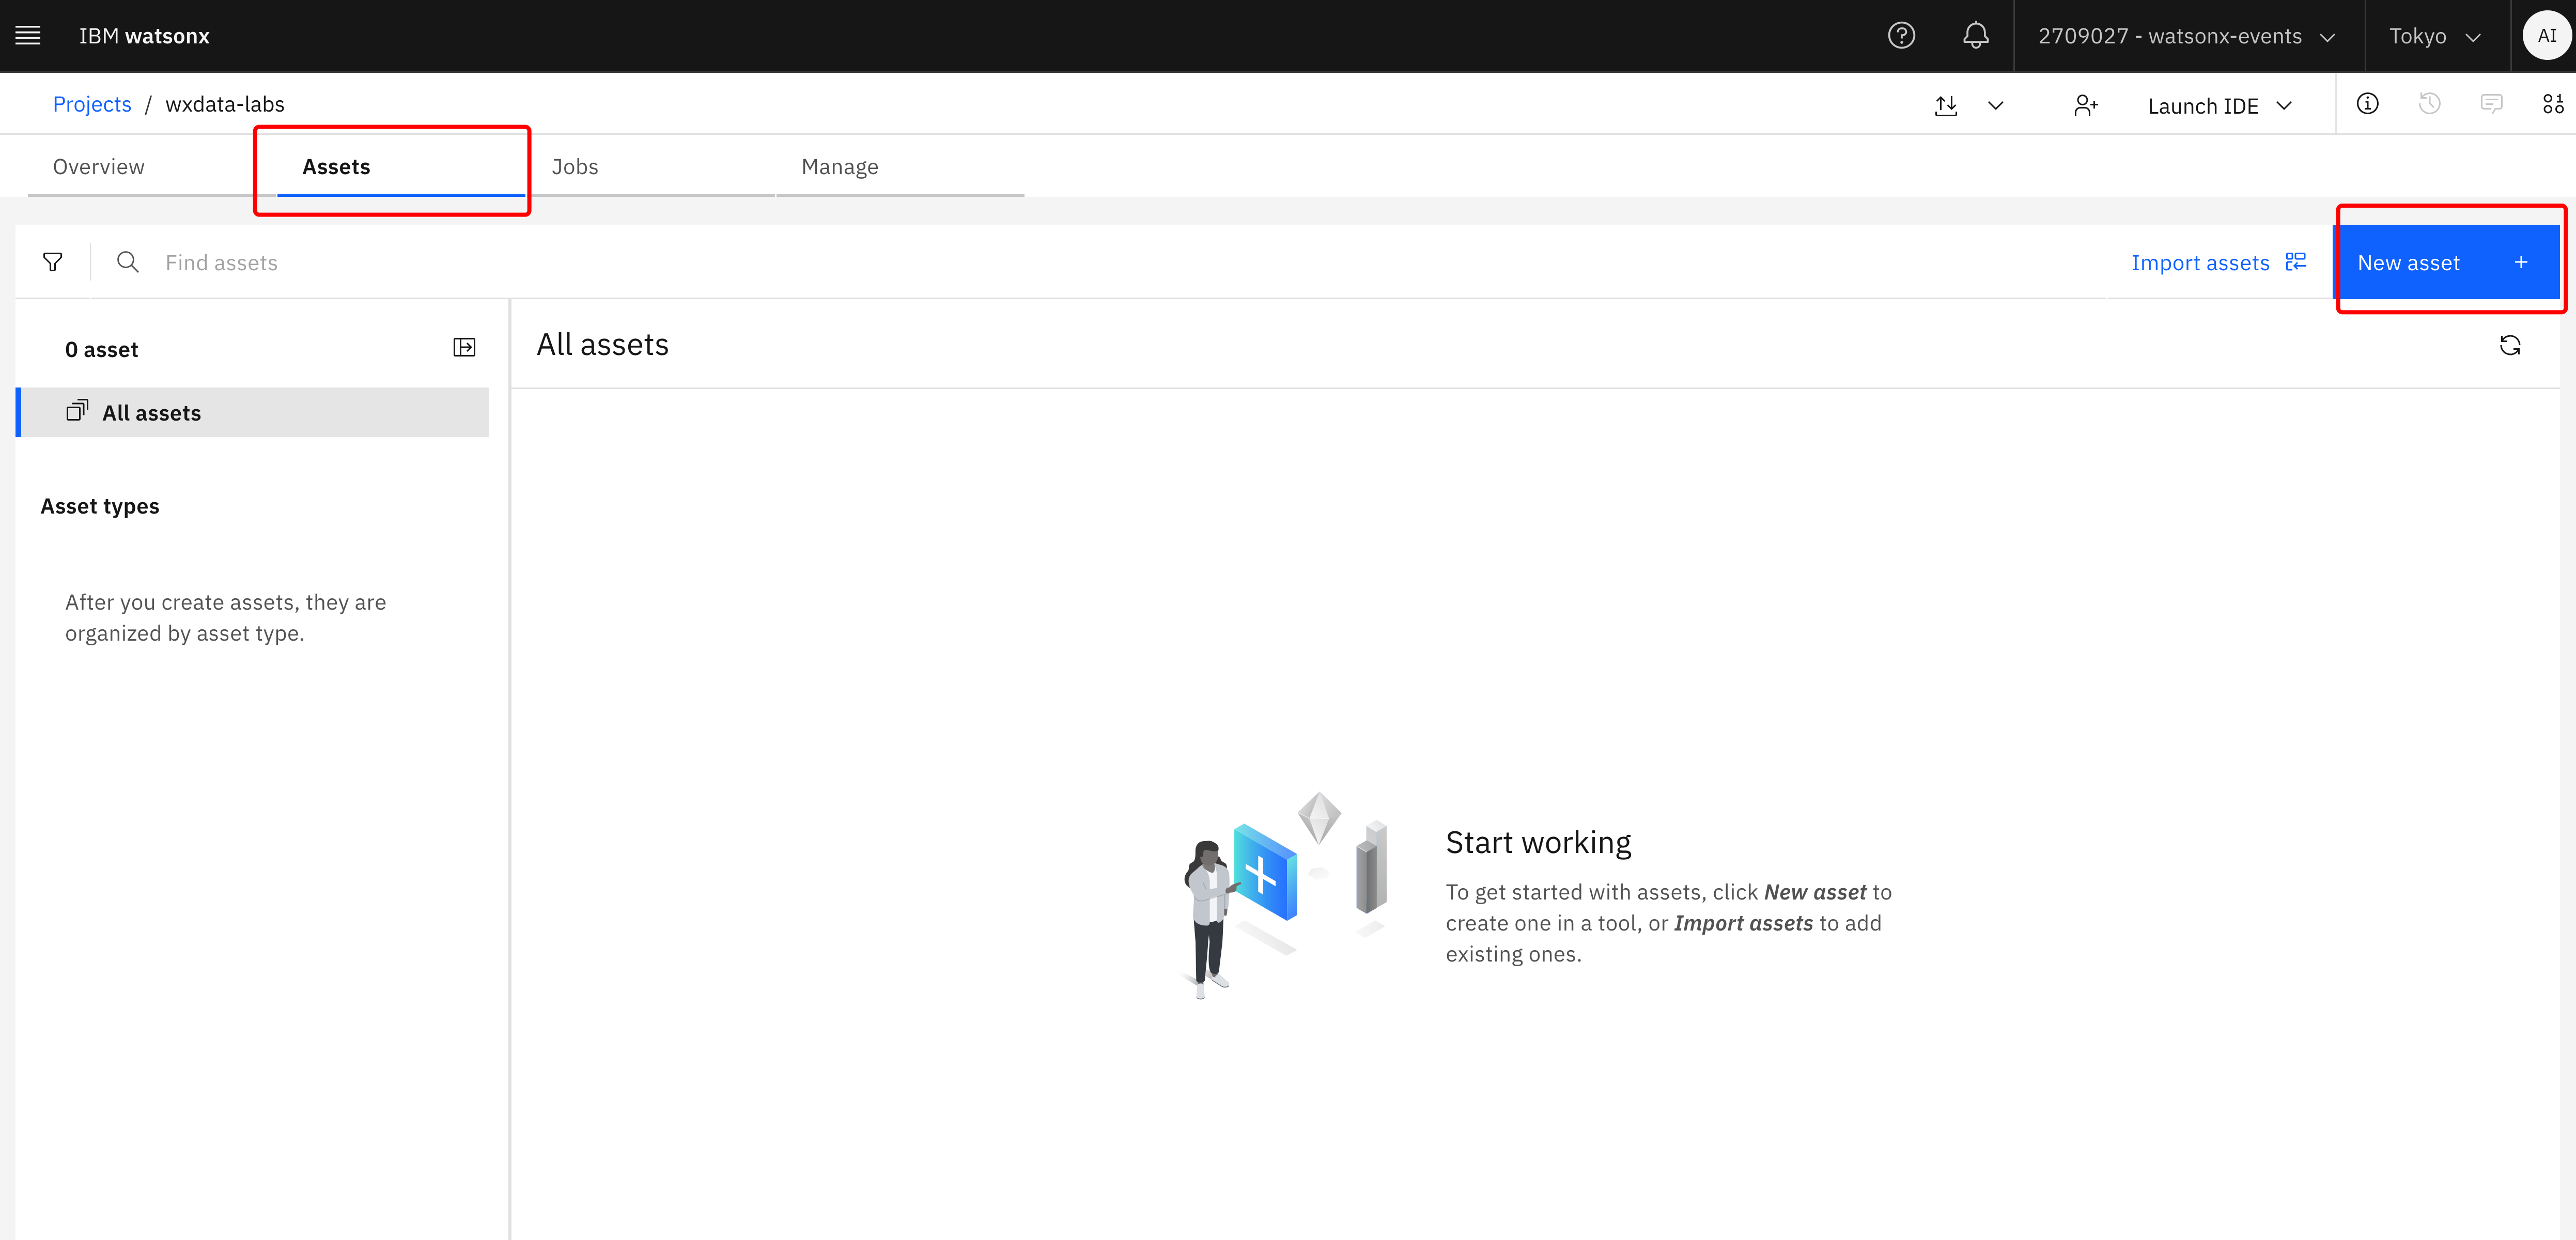 IBM watsonx
2709027 - watsonx-events
Tokyo
AI
Projects / wxdata-labs
Launch IDE
Overview
Assets
Jobs
Manage
Find assets
Import assets
New asset +
0 asset
All assets
All assets
Asset types
After you create assets, they are
organized by asset type.
Start working
To get started with assets, click New asset to
create one in a tool, or Import assets to add
existing ones.